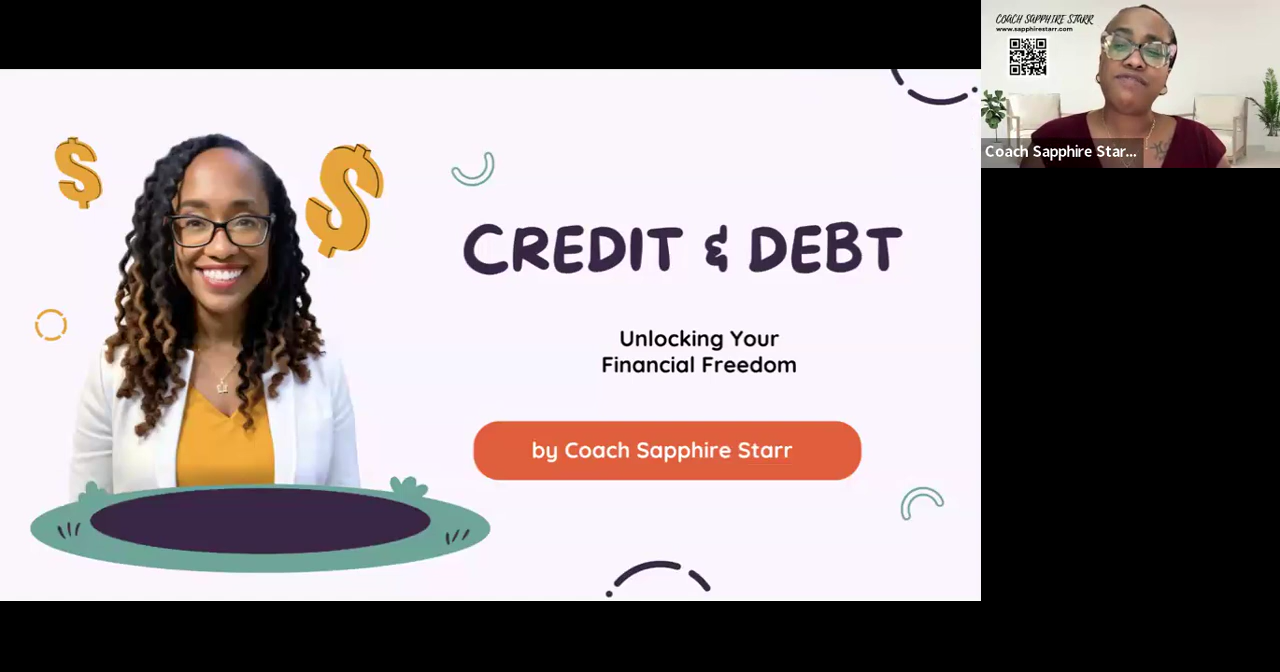 CREDIT & DEBT
Unlocking Your
Financial Freedom
by Coach Sapphire Starr
COACH SAPPHIRE STARR
www.sapphirestarr.com
Coach Sapphire Star...